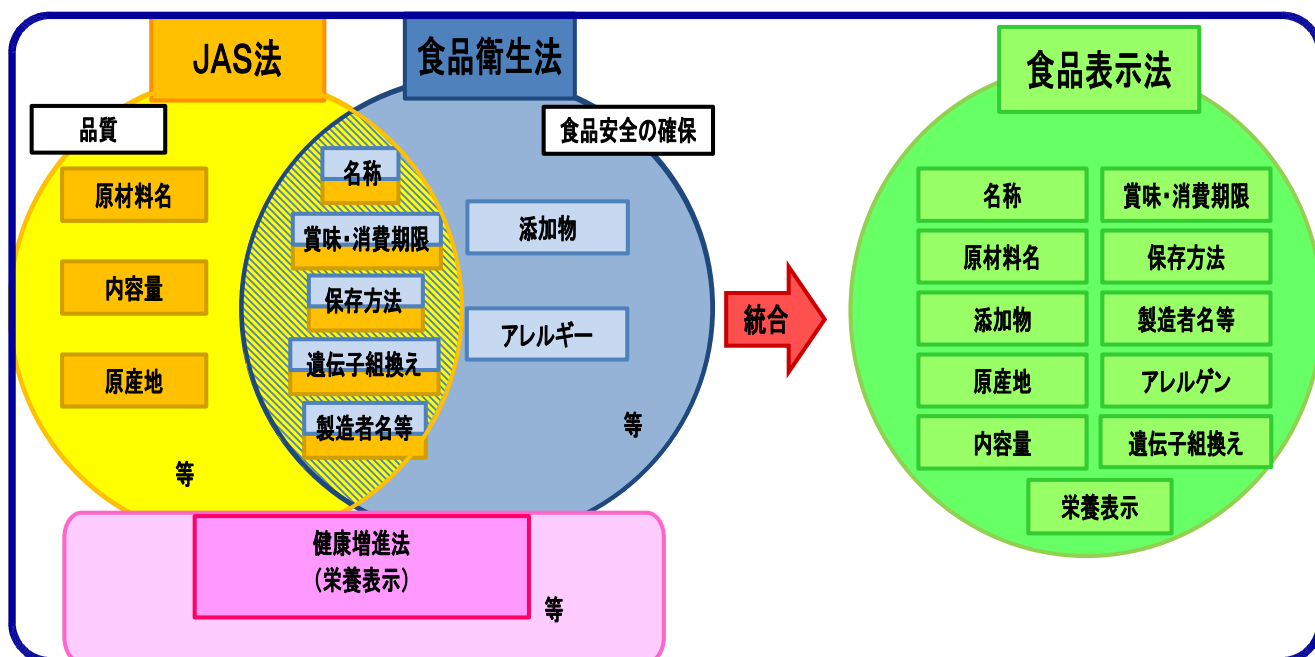 JAS法
食品衛生法
品質
食品安全の確保
原材料名
内容量
原産地
等
名称
賞味・消費期限
保存方法
遺伝子組換え
製造者名等
添加物
アレルギー
等
健康増進法
(栄養表示)
等
統合
食品表示法
名称
賞味・消費期限
原材料名
保存方法
添加物
製造者名等
原産地
アレルゲン
内容量
遺伝子組換え
栄養表示